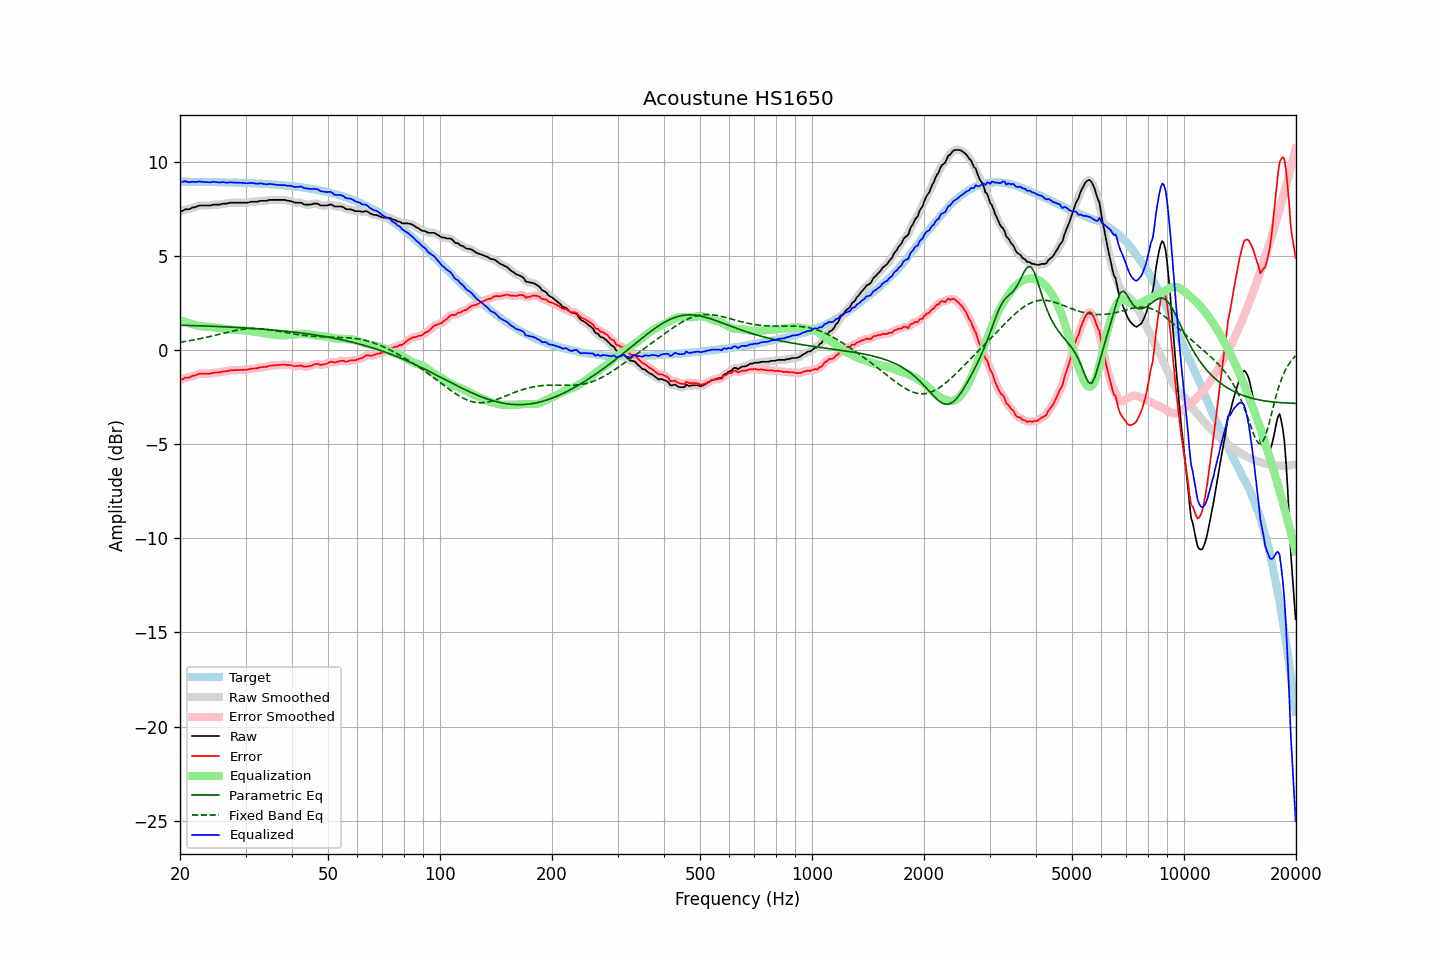 Acoustune HS1650
10
5
0
−5
−10
−15
−20
−25
Amplitude (dBr)
Target
Raw Smoothed
Error Smoothed
Raw
Error
Equalization
Parametric Eq
Fixed Band Eq
Equalized
20 50 100 200 500 1000 2000 5000 10000 20000
Frequency (Hz)